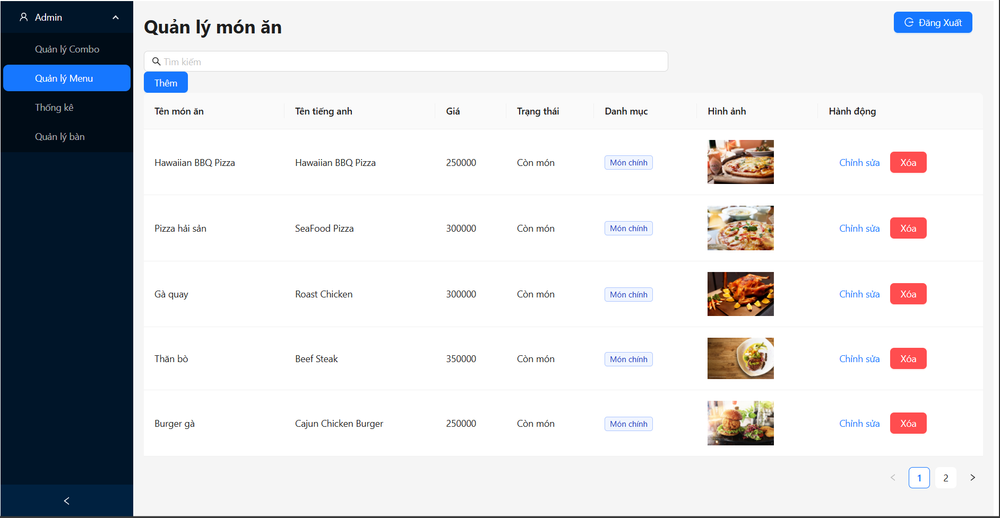 Admin
Quản lý Combo
Quản lý Menu
Thống kê
Quản lý bàn
Quản lý món ăn
Đăng Xuất
Tìm kiếm
Thêm
Tên món ăn Tên tiếng anh Giá Trạng thái Danh mục Hình ảnh Hành động
Hawaiian BBQ Pizza Hawaiian BBQ Pizza 250000 Còn món Món chính Chỉnh sửa Xóa
Pizza hải sản SeaFood Pizza 300000 Còn món Món chính Chỉnh sửa Xóa
Gà quay Roast Chicken 300000 Còn món Món chính Chỉnh sửa Xóa
Thăn bò Beef Steak 350000 Còn món Món chính Chỉnh sửa Xóa
Burger gà Cajun Chicken Burger 250000 Còn món Món chính Chỉnh sửa Xóa
1 2